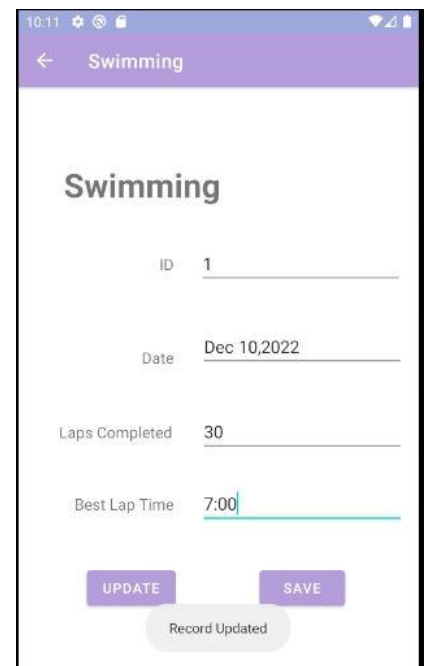 10:11
Swimming
Swimming
ID 1
Date Dec 10,2022
Laps Completed 30
Best Lap Time 7:00
UPDATE SAVE
Record Updated